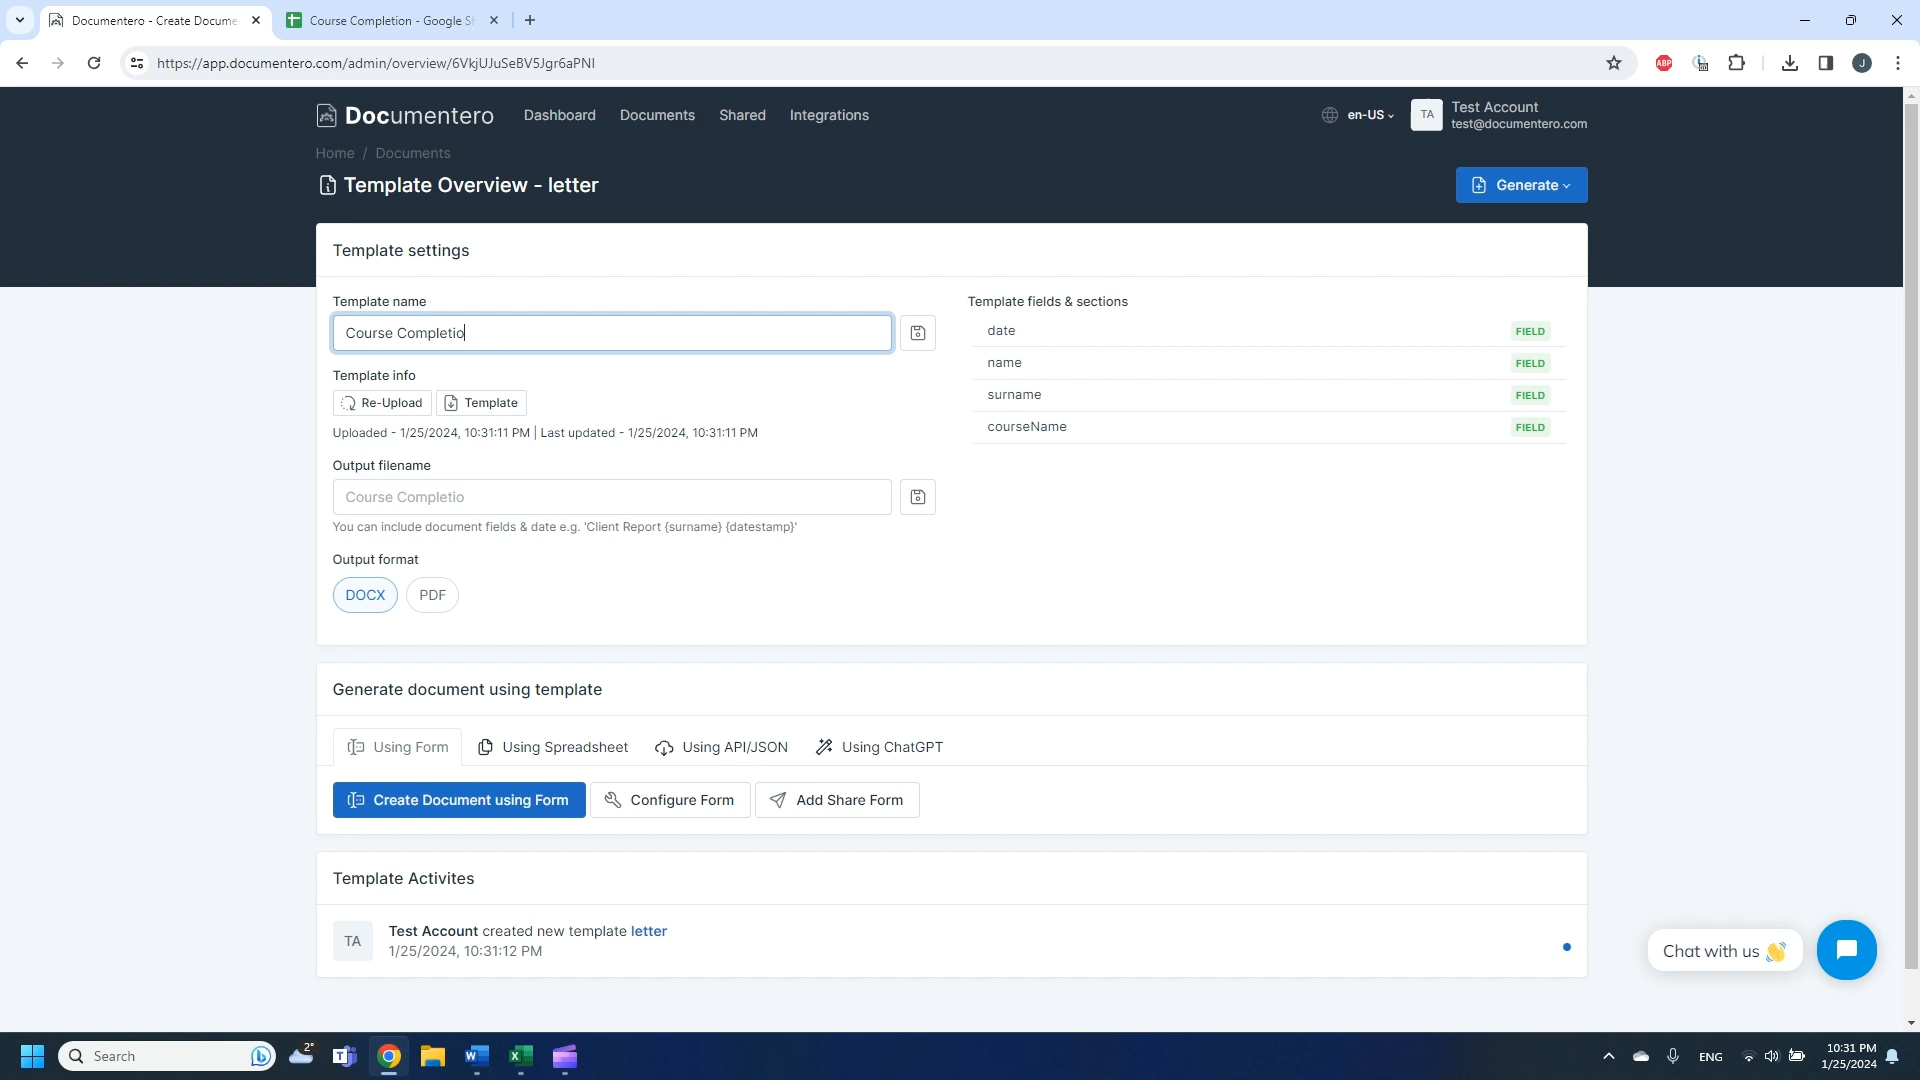 Documentero - Create Docume
Course Completion - Google S
https://app.documentero.com/admin/overview/6VkjUJuSeBV5Jgr6aPNI
ABP
J
Documentero
Dashboard
Documents
Shared
Integrations
en-US
TA
Test Account
test@documentero.com
Home / Documents
Template Overview - letter
Generate
Template settings
Template name
Course Completio
Template info
Re-Upload
Template
Uploaded - 1/25/2024, 10:31:11 PM | Last updated - 1/25/2024, 10:31:11 PM
Output filename
Course Completio
You can include document fields & date e.g. 'Client Report {surname} {datestamp}'
Output format
DOCX
PDF
Template fields & sections
date FIELD
name FIELD
surname FIELD
courseName FIELD
Generate document using template
Using Form
Using Spreadsheet
Using API/JSON
Using ChatGPT
Create Document using Form
Configure Form
Add Share Form
Template Activites
TA
Test Account created new template letter
1/25/2024, 10:31:12 PM
Chat with us 👋
Search
2°
ENG
10:31 PM
1/25/2024